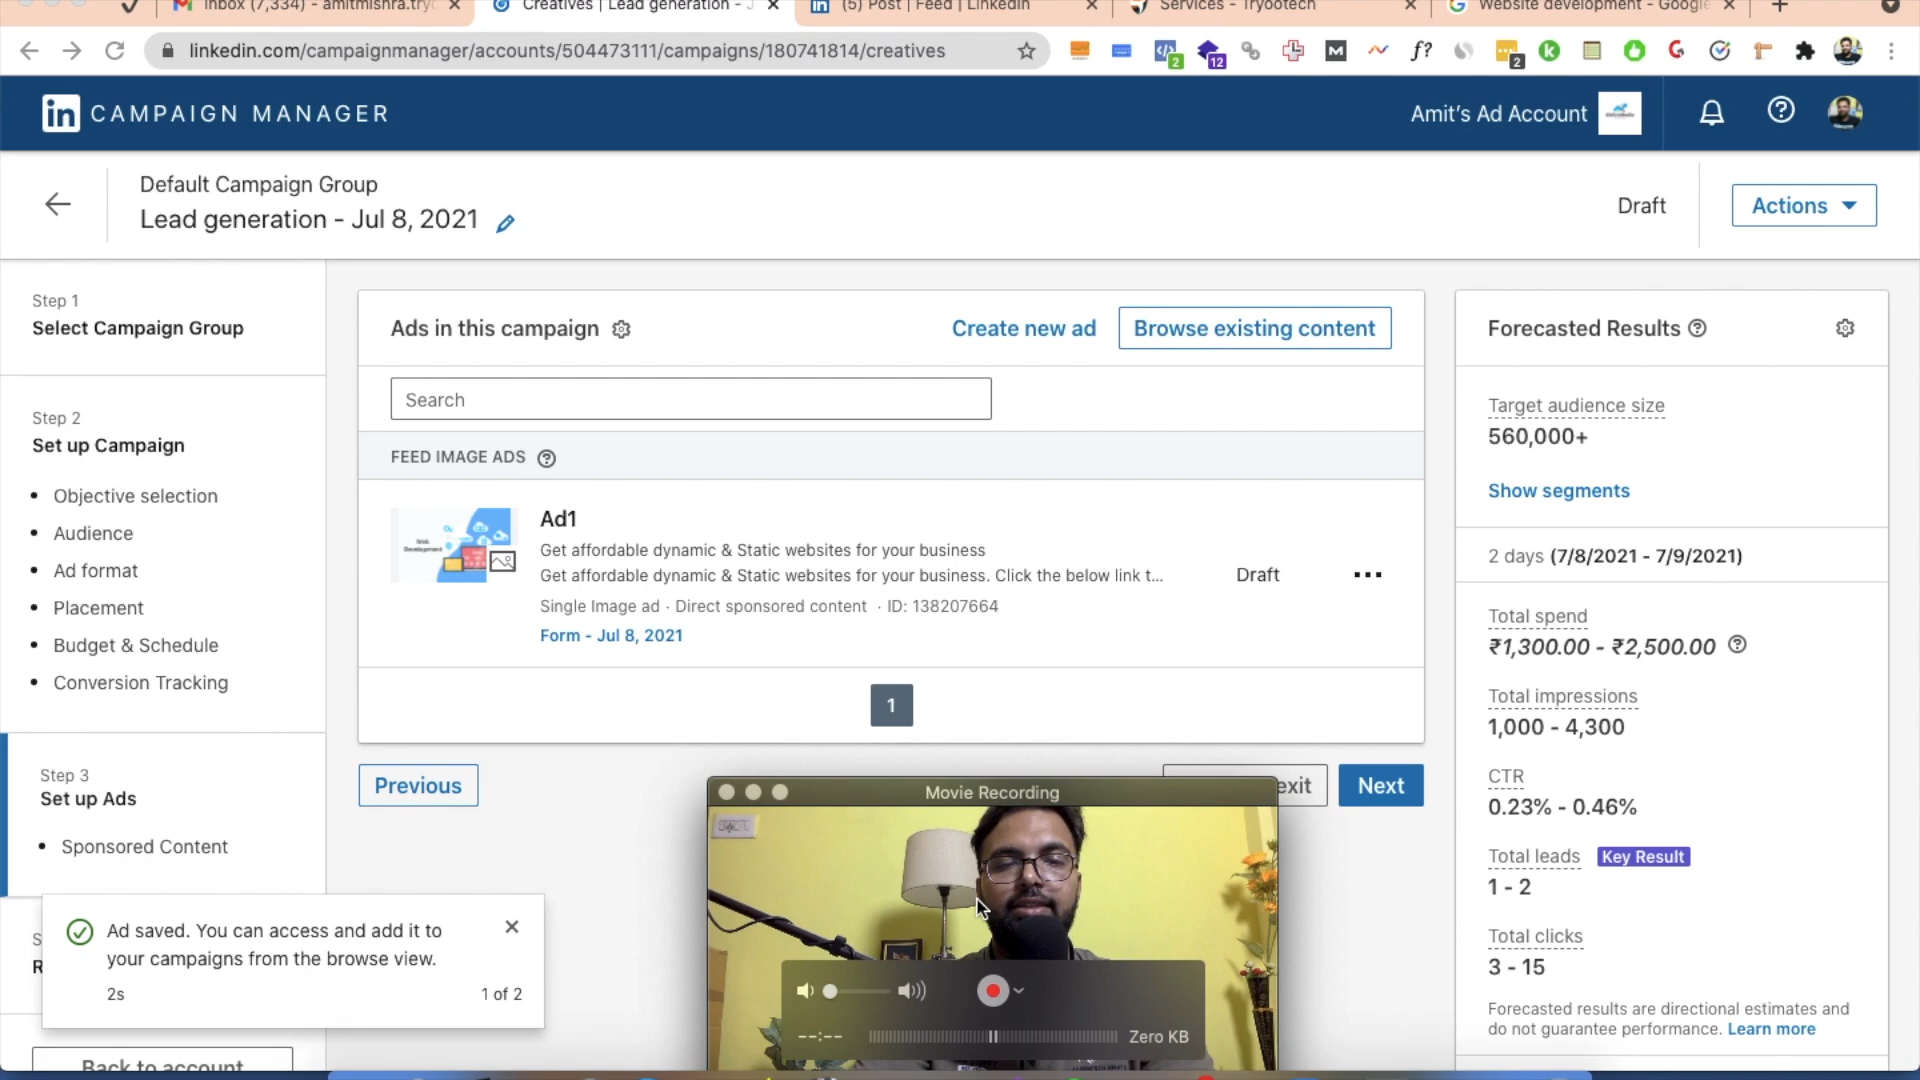 Inbox (7,334) - amitmishra.tryc
Creatives | Lead generation -
(5) Post | Feed | LinkedIn
Services - Tryootech
Website development - Google
linkedin.com/campaignmanager/accounts/504473111/campaigns/180741814/creatives
2
12
2
in CAMPAIGN MANAGER
Amit's Ad Account
Default Campaign Group
Lead generation - Jul 8, 2021
Draft
Actions
Step 1
Select Campaign Group
Step 2
Set up Campaign
Objective selection
Audience
Ad format
Placement
Budget & Schedule
Conversion Tracking
Step 3
Set up Ads
Sponsored Content
Ads in this campaign
Create new ad
Browse existing content
Search
FEED IMAGE ADS
Web
Development
Ad1
Get affordable dynamic & Static websites for your business
Get affordable dynamic & Static websites for your business. Click the below link t...
Single Image ad · Direct sponsored content · ID: 138207664
Form - Jul 8, 2021
Draft
1
Previous
exit
Next
Movie Recording
--:--
Zero KB
Ad saved. You can access and add it to
your campaigns from the browse view.
2s
1 of 2
Back to account
Forecasted Results
Target audience size
560,000+
Show segments
2 days (7/8/2021 - 7/9/2021)
Total spend
₹1,300.00 - ₹2,500.00
Total impressions
1,000 - 4,300
CTR
0.23% - 0.46%
Total leads Key Result
1 - 2
Total clicks
3 - 15
Forecasted results are directional estimates and
do not guarantee performance. Learn more